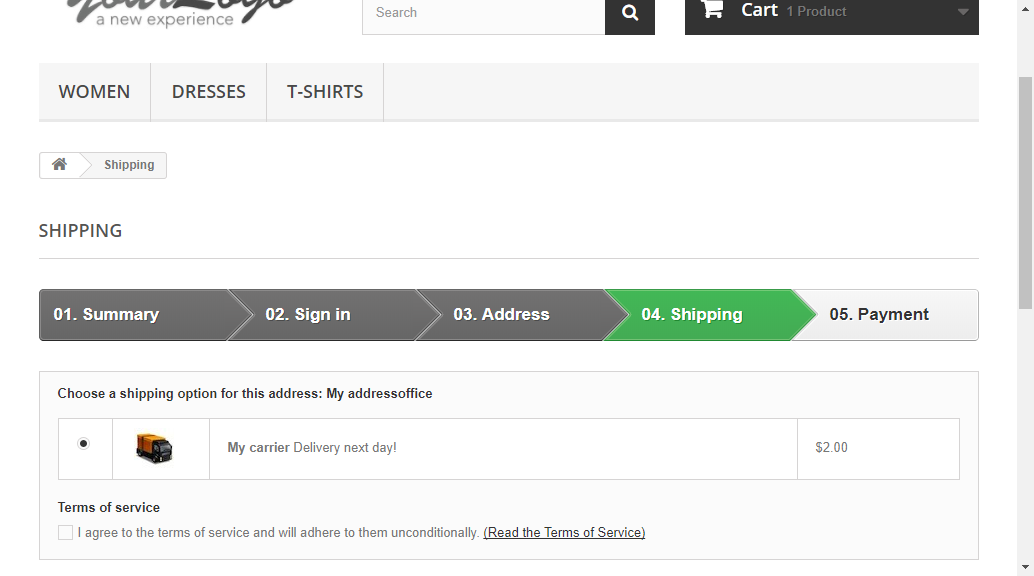 yourLogo
a new experience
Search
Cart 1 Product
WOMEN DRESSES T-SHIRTS
Shipping
SHIPPING
01. Summary 02. Sign in 03. Address 04. Shipping 05. Payment
Choose a shipping option for this address: My addressoffice
My carrier Delivery next day! $2.00
Terms of service
I agree to the terms of service and will adhere to them unconditionally. (Read the Terms of Service)